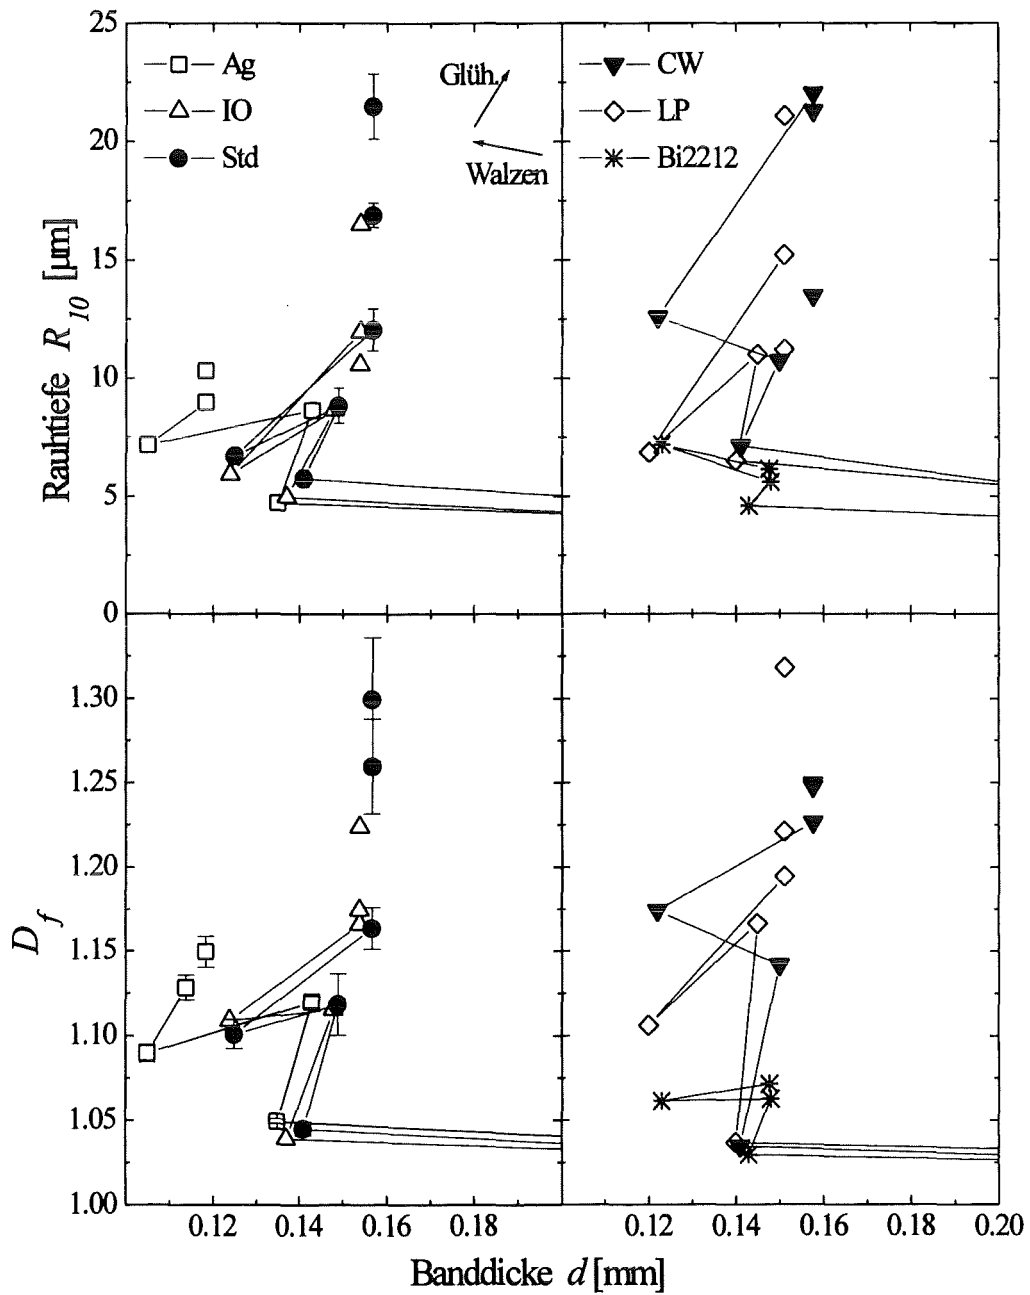 25
20
15
10
5
0
Rauhtiefe R10 [µm]
Ag
IO
Std
Glüh.
Walzen
CW
LP
Bi2212
1.30
1.25
1.20
1.15
1.10
1.05
1.00
Df
0.12 0.14 0.16 0.18 0.12 0.14 0.16 0.18 0.20
Banddicke d [mm]